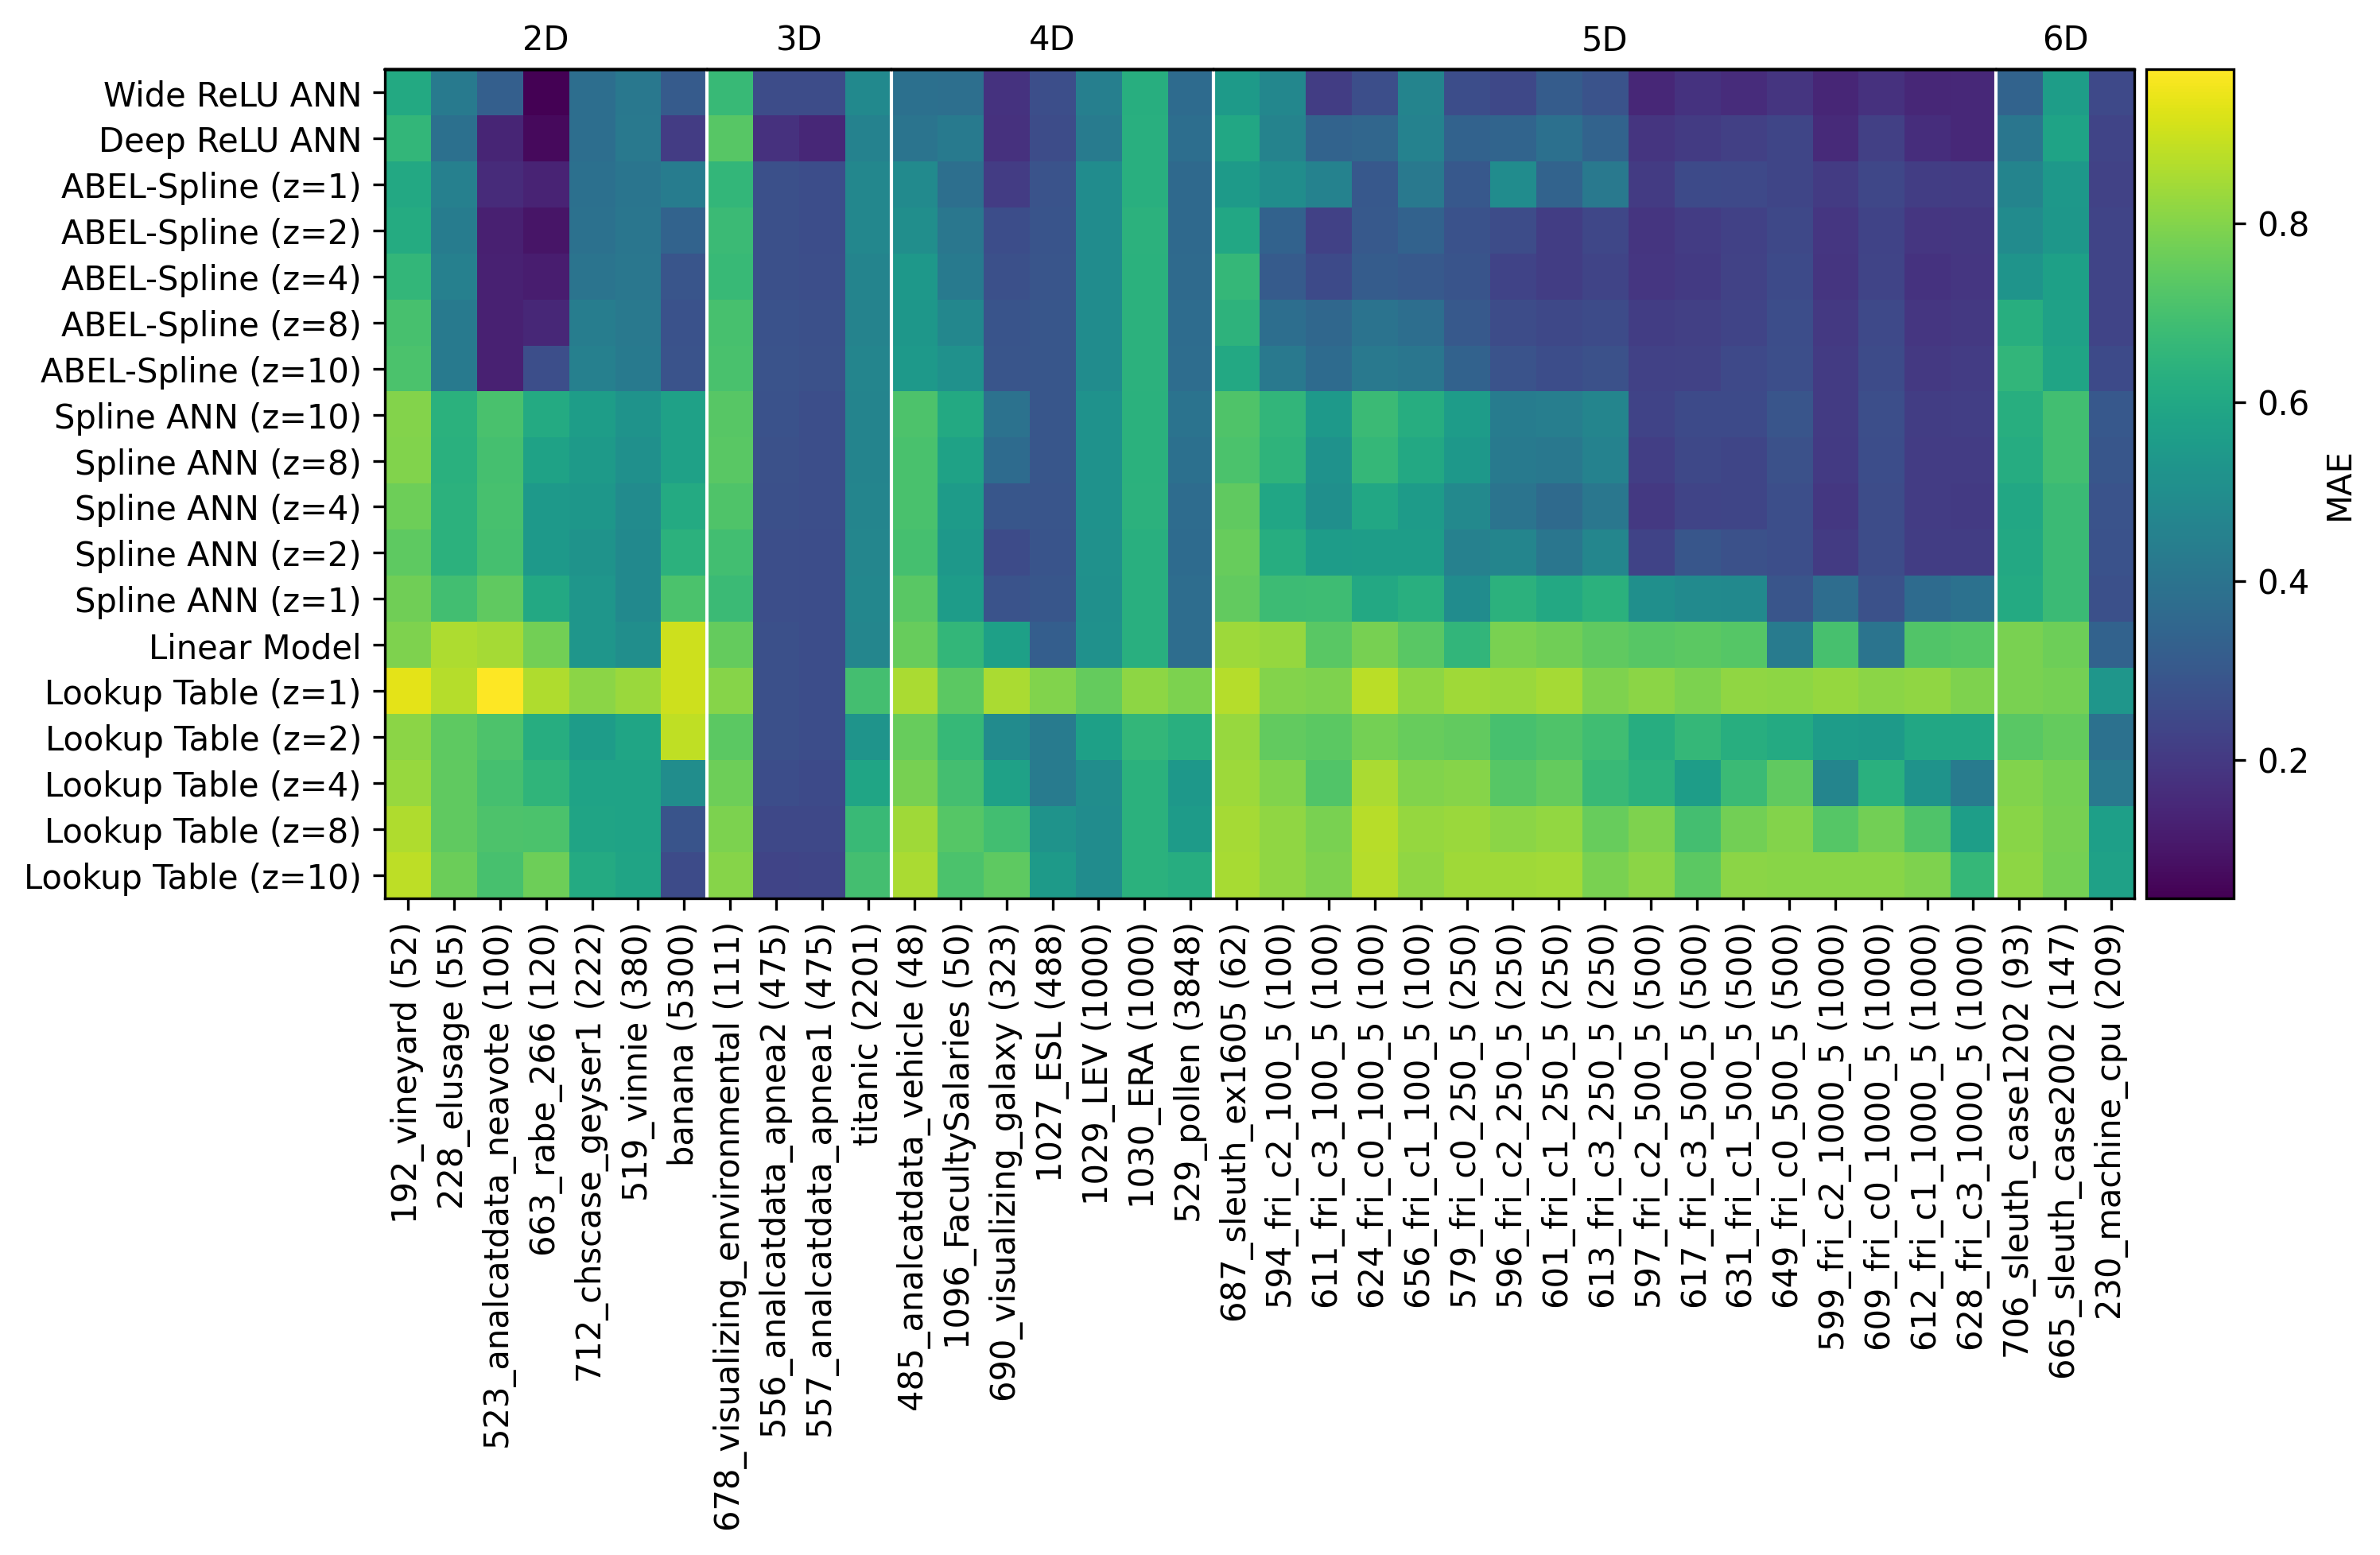 2D
3D
4D
5D
6D
Wide ReLU ANN
Deep ReLU ANN
ABEL-Spline (z=1)
ABEL-Spline (z=2)
ABEL-Spline (z=4)
ABEL-Spline (z=8)
ABEL-Spline (z=10)
Spline ANN (z=10)
Spline ANN (z=8)
Spline ANN (z=4)
Spline ANN (z=2)
Spline ANN (z=1)
Linear Model
Lookup Table (z=1)
Lookup Table (z=2)
Lookup Table (z=4)
Lookup Table (z=8)
Lookup Table (z=10)
0.8
0.6
0.4
0.2
MAE
192_vineyard (52)
228_elusage (55)
523_analcatdata_neavote (100)
663_rabe_266 (120)
712_chscase_geyser1 (222)
519_vinnie (380)
banana (5300)
678_visualizing_environmental (111)
556_analcatdata_apnea2 (475)
557_analcatdata_apnea1 (475)
titanic (2201)
485_analcatdata_vehicle (48)
1096_FacultySalaries (50)
690_visualizing_galaxy (323)
1027_ESL (488)
1029_LEV (1000)
1030_ERA (1000)
529_pollen (3848)
687_sleuth_ex1605 (62)
594_fri_c2_100_5 (100)
611_fri_c3_100_5 (100)
624_fri_c0_100_5 (100)
656_fri_c1_100_5 (100)
579_fri_c0_250_5 (250)
596_fri_c2_250_5 (250)
601_fri_c1_250_5 (250)
613_fri_c3_250_5 (250)
597_fri_c2_500_5 (500)
617_fri_c3_500_5 (500)
631_fri_c1_500_5 (500)
649_fri_c0_500_5 (500)
599_fri_c2_1000_5 (1000)
609_fri_c0_1000_5 (1000)
612_fri_c1_1000_5 (1000)
628_fri_c3_1000_5 (1000)
706_sleuth_case1202 (93)
665_sleuth_case2002 (147)
230_machine_cpu (209)